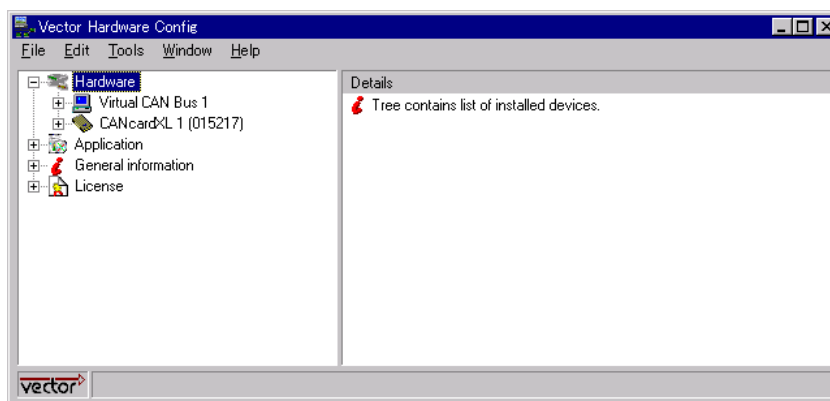 Vector Hardware Config
File Edit Tools Window Help
Hardware
Virtual CAN Bus 1
CANcardXL 1 (015217)
Application
General information
License
Details
Tree contains list of installed devices.
vector